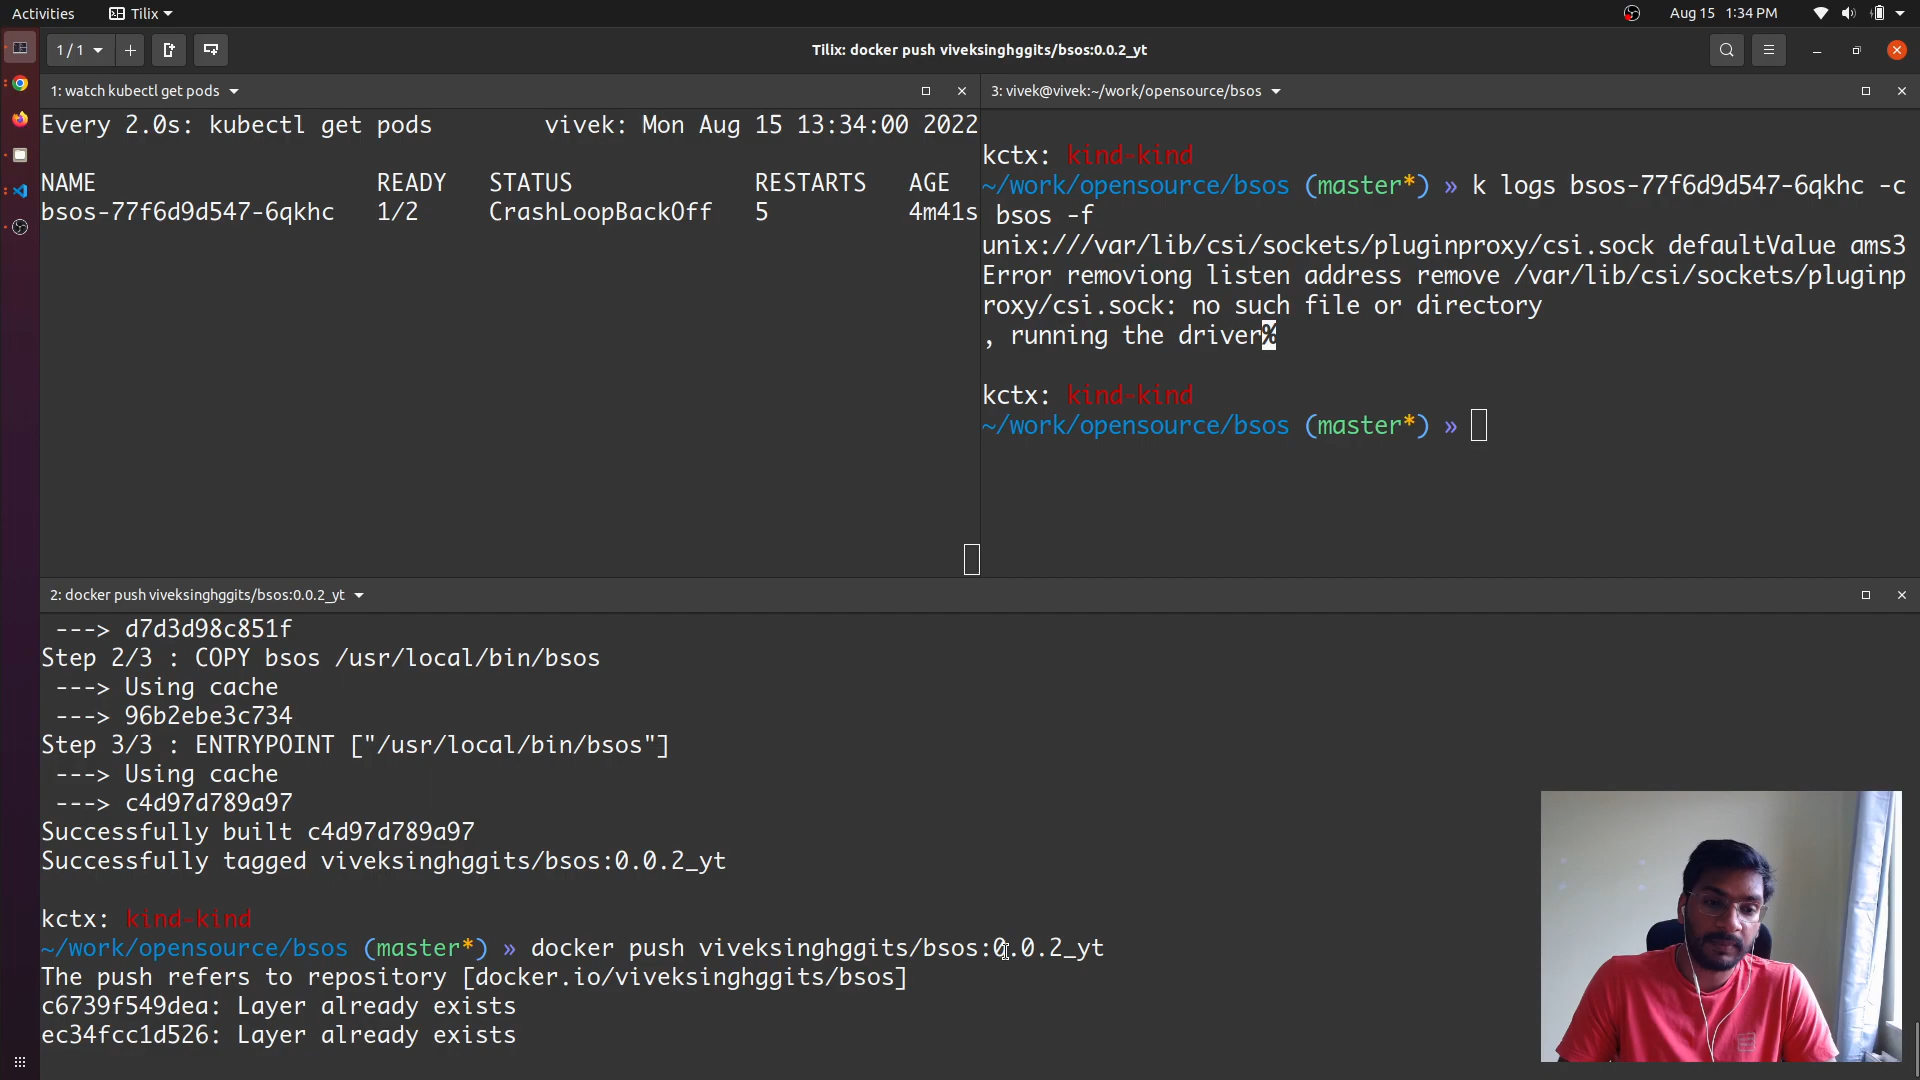 Activities Tilix Aug 15 1:34 PM
1 / 1 Tilix: docker push viveksinghggits/bsos:0.0.2_yt
1: watch kubectl get pods
Every 2.0s: kubectl get pods vivek: Mon Aug 15 13:34:00 2022
NAME READY STATUS RESTARTS AGE
bsos-77f6d9d547-6qkhc 1/2 CrashLoopBackOff 5 4m41s
3: vivek@vivek:~/work/opensource/bsos
kctx: kind-kind
~/work/opensource/bsos (master*) » k logs bsos-77f6d9d547-6qkhc -c
bsos -f
unix:///var/lib/csi/sockets/pluginproxy/csi.sock defaultValue ams3
Error removiong listen address remove /var/lib/csi/sockets/pluginp
roxy/csi.sock: no such file or directory
, running the driver%
kctx: kind-kind
~/work/opensource/bsos (master*) »
2: docker push viveksinghggits/bsos:0.0.2_yt
---> d7d3d98c851f
Step 2/3 : COPY bsos /usr/local/bin/bsos
---> Using cache
---> 96b2ebe3c734
Step 3/3 : ENTRYPOINT ["/usr/local/bin/bsos"]
---> Using cache
---> c4d97d789a97
Successfully built c4d97d789a97
Successfully tagged viveksinghggits/bsos:0.0.2_yt
kctx: kind-kind
~/work/opensource/bsos (master*) » docker push viveksinghggits/bsos:0.0.2_yt
The push refers to repository [docker.io/viveksinghggits/bsos]
c6739f549dea: Layer already exists
ec34fcc1d526: Layer already exists